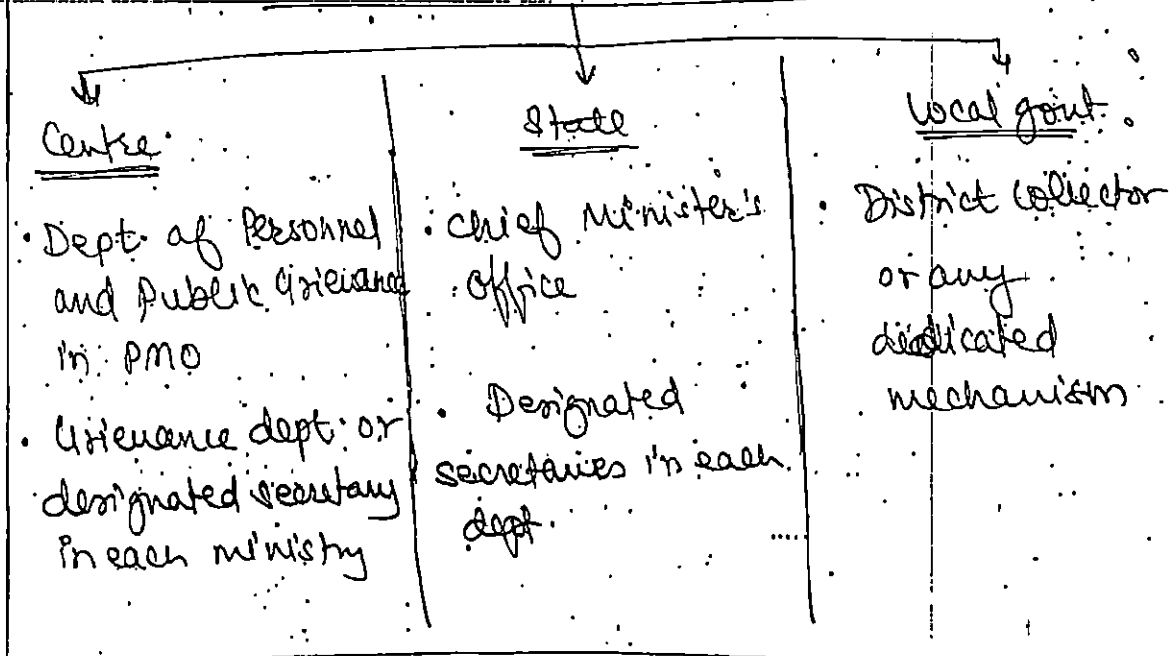 Centre
• Dept. of Personnel
and Public Grievance
in PMO
• Grievance dept. or
designated secretary
in each ministry
State
• Chief Minister's
office
• Designated
secretaries in each
dept.
Local govt.
• District Collector
or any
dedicated
mechanism